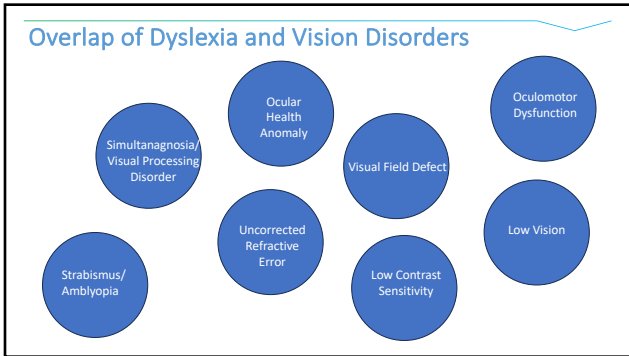 Overlap of Dyslexia and Vision Disorders
Ocular
Health
Anomaly
Oculomotor
Dysfunction
Simultanagnosia/
Visual Processing
Disorder
Visual Field Defect
Uncorrected
Refractive
Error
Low Vision
Strabismus/
Amblyopia
Low Contrast
Sensitivity